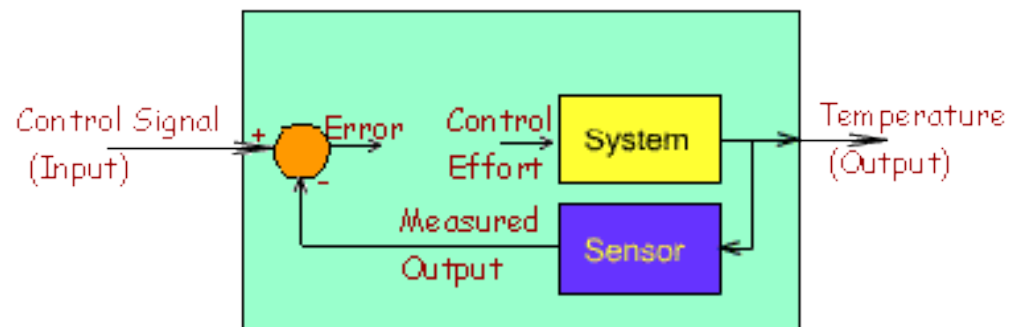 Control Signal
(Input)
+
Error
-
Control
Effort
System
Temperature
(Output)
Measured
Output
Sensor